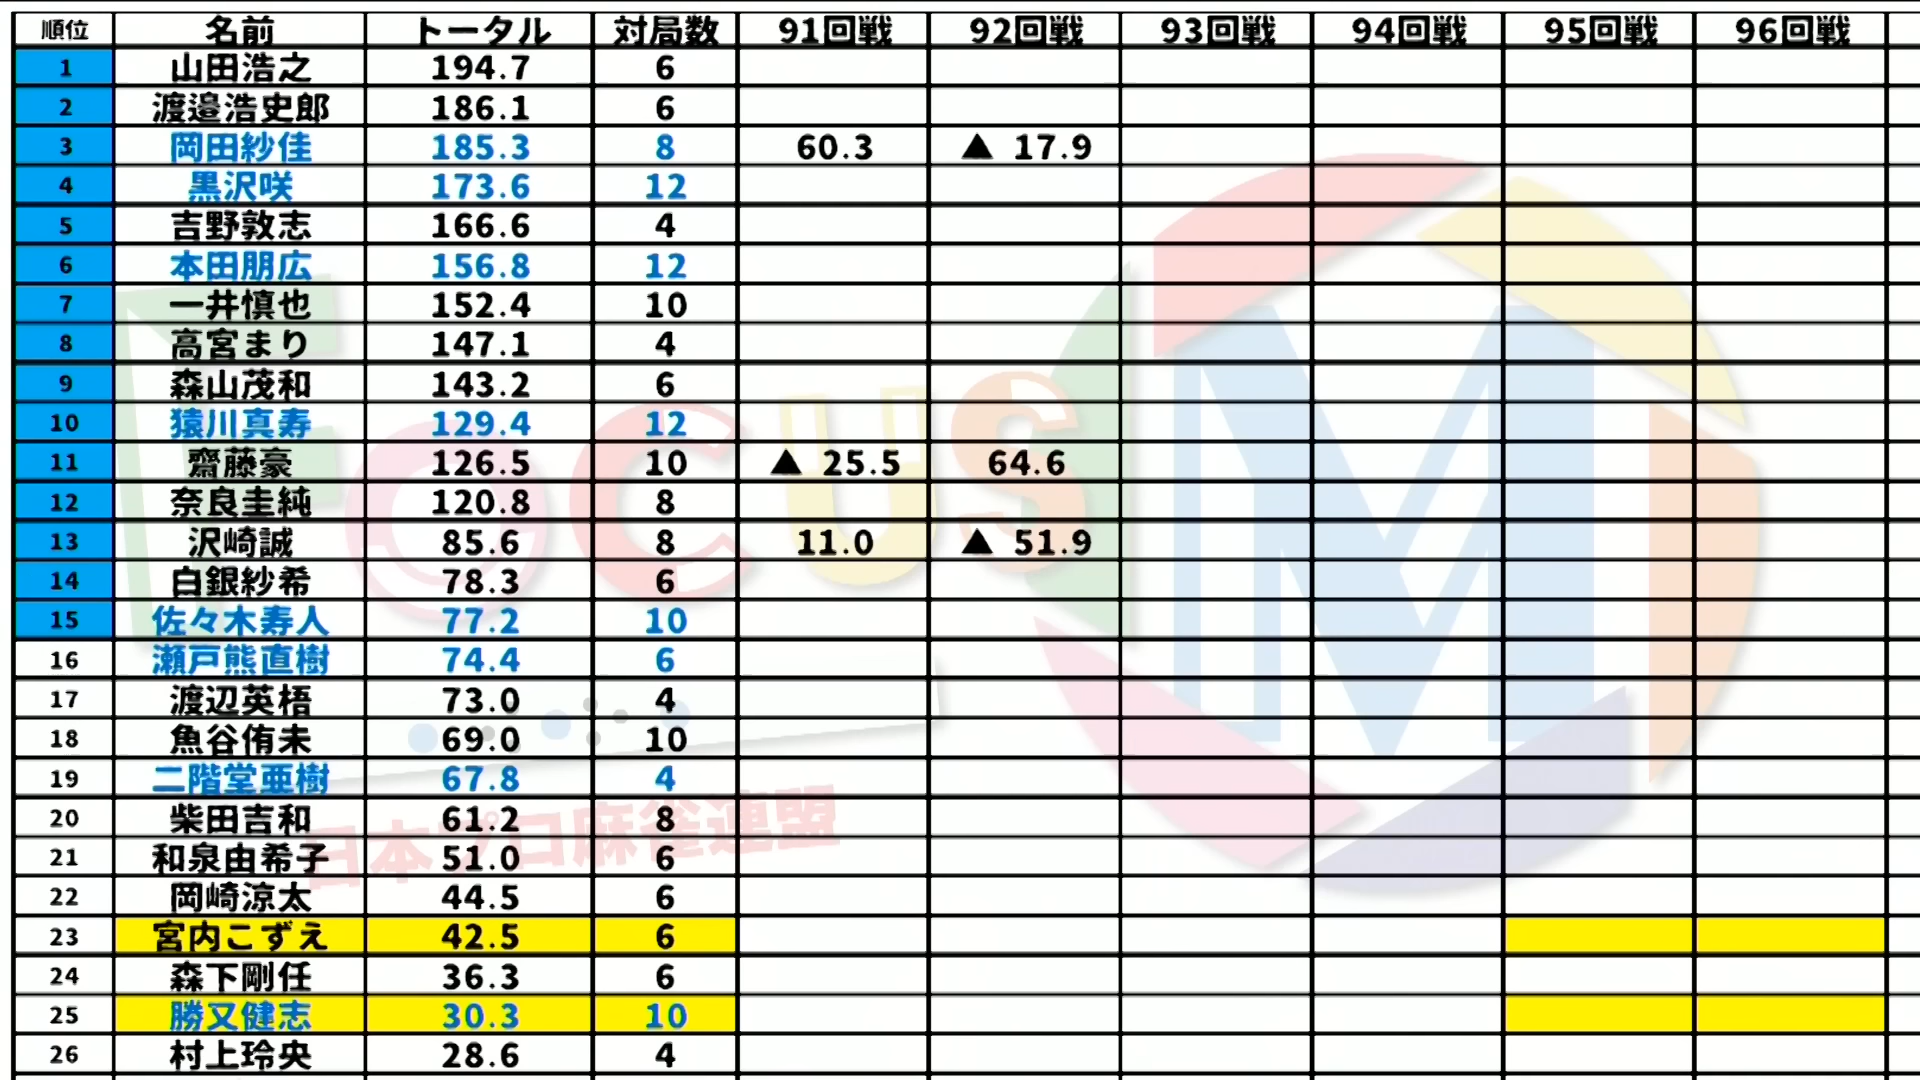 順位 名前 トータル 対局数 91回戦 92回戦 93回戦 94回戦 95回戦 96回戦
1 山田浩之 194.7 6
2 渡邉浩史郎 186.1 6
3 岡田紗佳 185.3 8 60.3 ▲ 17.9
4 黒沢咲 173.6 12
5 吉野敦志 166.6 4
6 本田朋広 156.8 12
7 一井慎也 152.4 10
8 高宮まり 147.1 4
9 森山茂和 143.2 6
10 猿川真寿 129.4 12
11 齋藤豪 126.5 10 ▲ 25.5 64.6
12 奈良圭純 120.8 8
13 沢崎誠 85.6 8 11.0 ▲ 51.9
14 白銀紗希 78.3 6
15 佐々木寿人 77.2 10
16 瀬戸熊直樹 74.4 6
17 渡辺英梧 73.0 4
18 魚谷侑未 69.0 10
19 二階堂亜樹 67.8 4
20 柴田吉和 61.2 8
21 和泉由希子 51.0 6
22 岡崎涼太 44.5 6
23 宮内こずえ 42.5 6
24 森下剛任 36.3 6
25 勝又健志 30.3 10
26 村上玲央 28.6 4
FOCUS M
日本プロ麻雀連盟